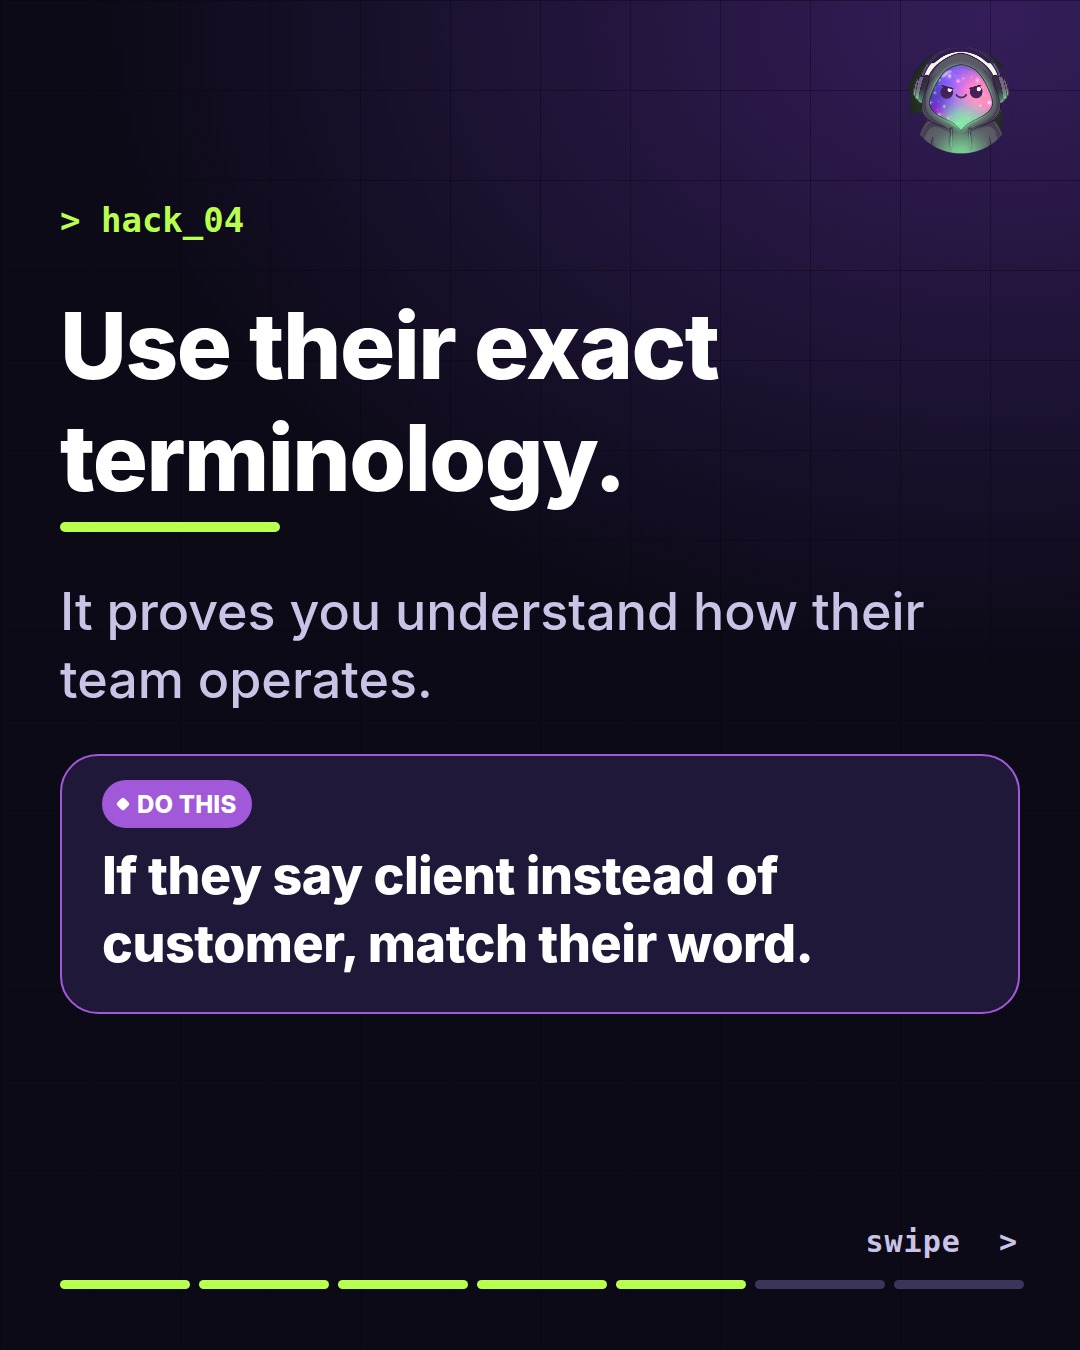 > hack_04
Use their exact
terminology.
It proves you understand how their
team operates.
DO THIS
If they say client instead of
customer, match their word.
swipe >